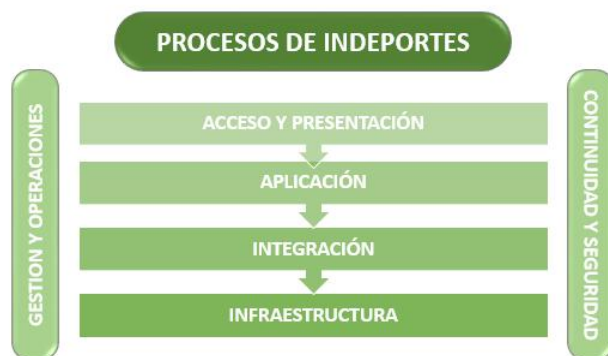 PROCESOS DE INDEPORTES
GESTION Y OPERACIONES
ACCESO Y PRESENTACIÓN
APLICACIÓN
INTEGRACIÓN
INFRAESTRUCTURA
CONTINUIDAD Y SEGURIDAD